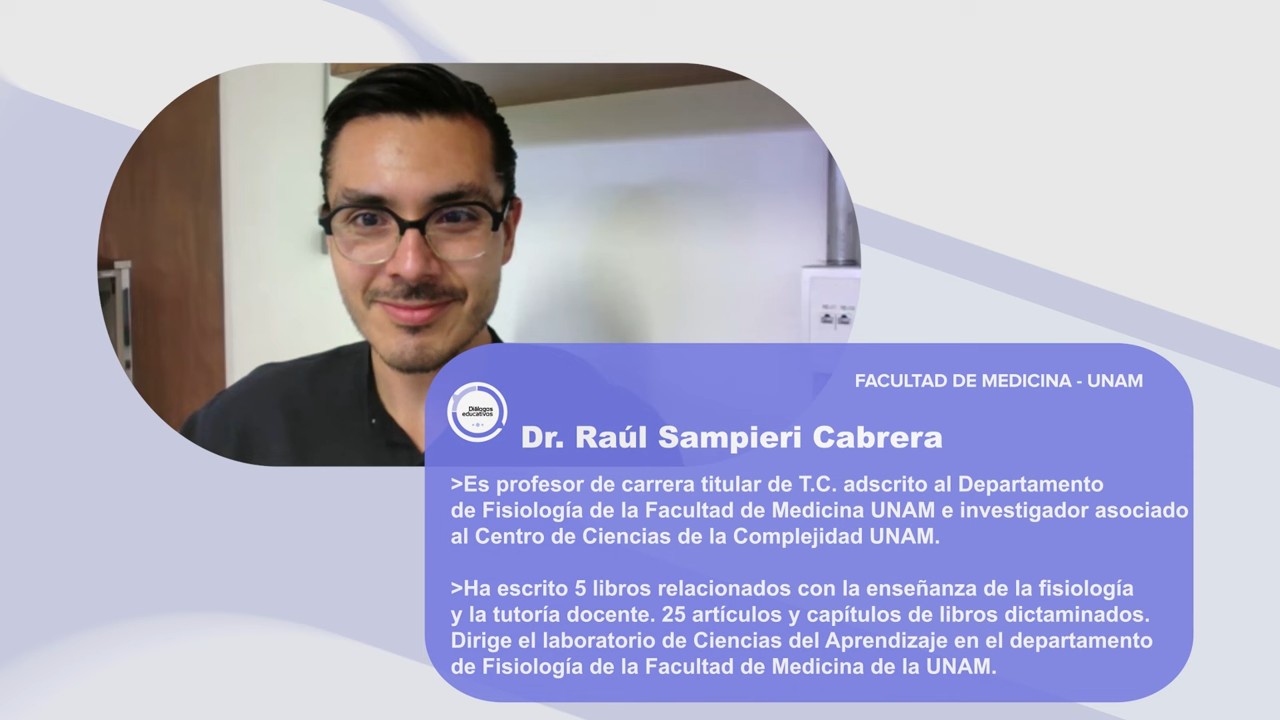 FACULTAD DE MEDICINA - UNAM
Diálogos
educativos
Dr. Raúl Sampieri Cabrera
>Es profesor de carrera titular de T.C. adscrito al Departamento
de Fisiología de la Facultad de Medicina UNAM e investigador asociado
al Centro de Ciencias de la Complejidad UNAM.
>Ha escrito 5 libros relacionados con la enseñanza de la fisiología
y la tutoría docente. 25 artículos y capítulos de libros dictaminados.
Dirige el laboratorio de Ciencias del Aprendizaje en el departamento
de Fisiología de la Facultad de Medicina de la UNAM.